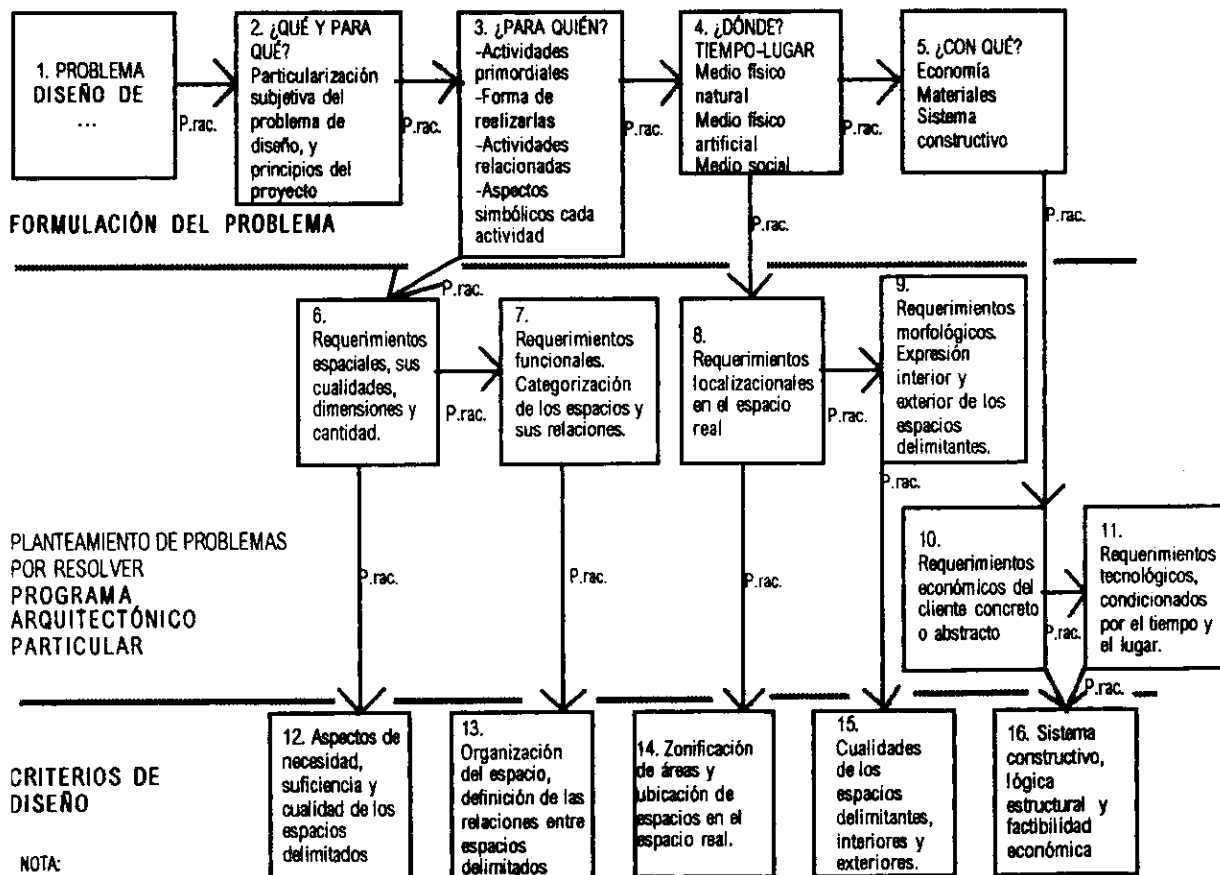 1. PROBLEMA
DISEÑO DE
...
P.rac.
2. ¿QUÉ Y PARA
QUÉ?
Particularización
subjetiva del
problema de
diseño, y
principios del
proyecto
P.rac.
3. ¿PARA QUIÉN?
-Actividades
primordiales
-Forma de
realizarlas
-Actividades
relacionadas
-Aspectos
simbólicos cada
actividad
P.rac.
4. ¿DÓNDE?
TIEMPO-LUGAR
Medio físico
natural
Medio físico
artificial
Medio social
P.rac.
5. ¿CON QUÉ?
Economía
Materiales
Sistema
constructivo
FORMULACIÓN DEL PROBLEMA
P.rac.
P.rac.
P.rac.
6.
Requerimientos
espaciales, sus
cualidades,
dimensiones y
cantidad.
P.rac.
7.
Requerimientos
funcionales.
Categorización
de los espacios y
sus relaciones.
8.
Requerimientos
localizacionales
en el espacio
real
P.rac.
9.
Requerimientos
morfológicos.
Expresión
interior y
exterior de los
espacios
delimitantes.
P.rac.
PLANTEAMIENTO DE PROBLEMAS
POR RESOLVER
PROGRAMA
ARQUITECTÓNICO
PARTICULAR
P.rac.
P.rac.
P.rac.
10.
Requerimientos
económicos del
cliente concreto
o abstracto
P.rac.
11.
Requerimientos
tecnológicos,
condicionados
por el tiempo y
el lugar.
P.rac.
CRITERIOS DE
DISEÑO
12. Aspectos de
necesidad,
suficiencia y
cualidad de los
espacios
delimitados
13.
Organización
del espacio,
definición de las
relaciones entre
espacios
delimitados
14. Zonificación
de áreas y
ubicación de
espacios en el
espacio real.
15.
Cualidades
de los
espacios
delimitantes,
interiores y
exteriores.
16. Sistema
constructivo,
lógica
estructural y
factibilidad
económica
NOTA: